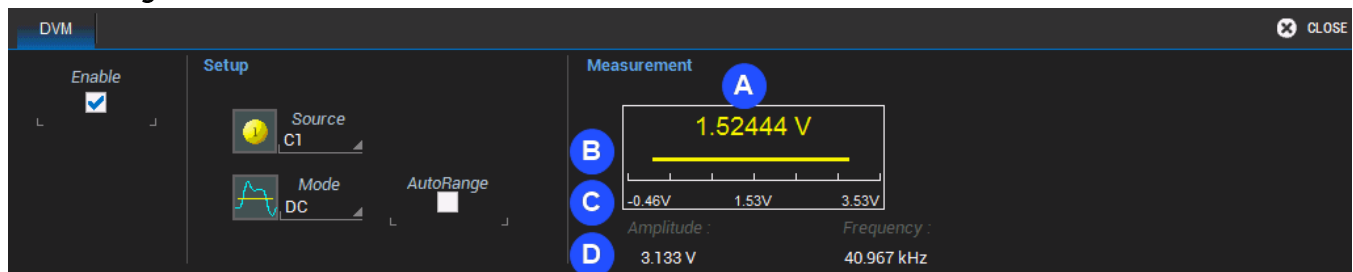 DVM CLOSE
Enable
Setup
Measurement
A
Source
C1
1.52444 V
B
Mode
DC
AutoRange
C
-0.46V 1.53V 3.53V
Amplitude : Frequency :
D
3.133 V 40.967 kHz